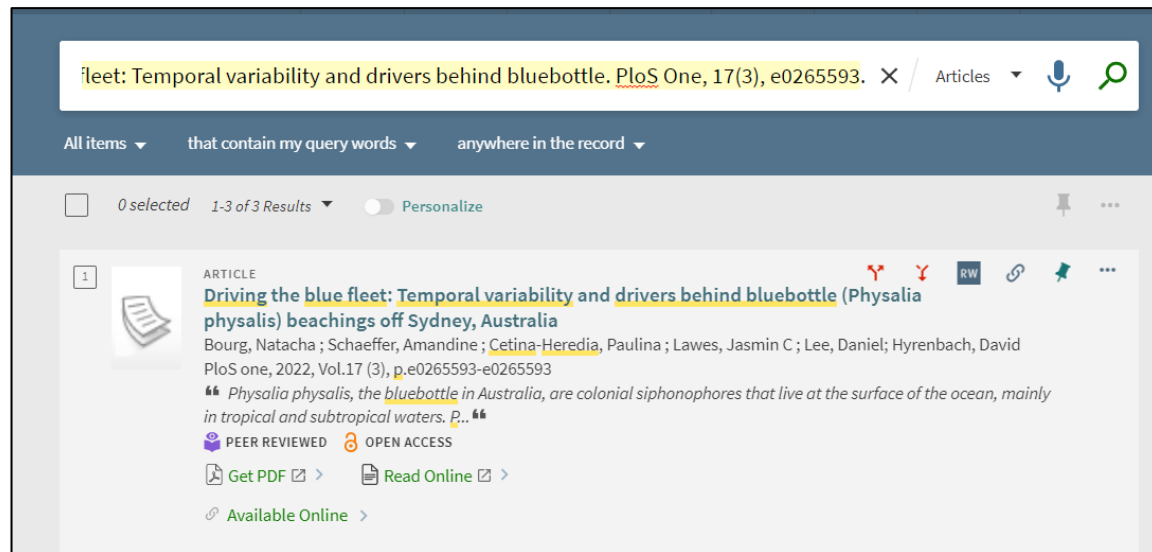 fleet: Temporal variability and drivers behind bluebottle. PloS One, 17(3), e0265593. Articles
All items that contain my query words anywhere in the record
0 selected 1-3 of 3 Results Personalize
1
ARTICLE
RW
Driving the blue fleet: Temporal variability and drivers behind bluebottle (Physalia
physalis) beachings off Sydney, Australia
Bourg, Natacha ; Schaeffer, Amandine ; Cetina-Heredia, Paulina ; Lawes, Jasmin C ; Lee, Daniel; Hyrenbach, David
PloS one, 2022, Vol.17 (3), p.e0265593-e0265593
❝ Physalia physalis, the bluebottle in Australia, are colonial siphonophores that live at the surface of the ocean, mainly
in tropical and subtropical waters. P... ❝
PEER REVIEWED OPEN ACCESS
Get PDF Read Online
Available Online